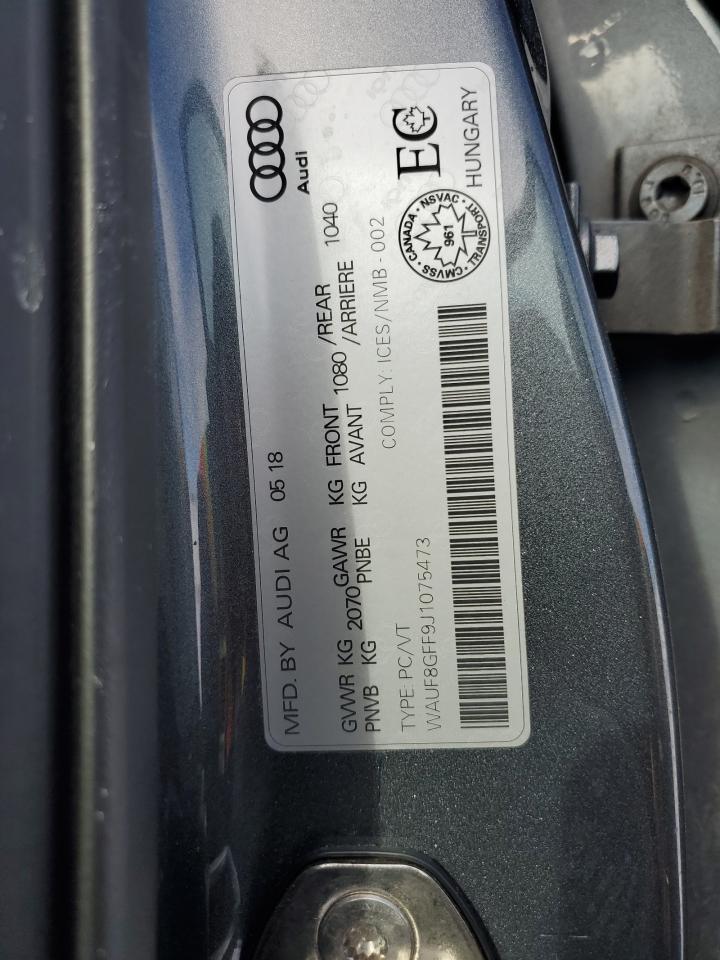 MFD. BY AUDI AG 05 18
Audi
GVWR KG 2070 GAWR KG FRONT 1080 /REAR 1040
PNVB KG PNBE KG AVANT /ARRIERE
TYPE: PC/VT COMPLY: ICES/NMB - 002
WAUF8GFF9J1075473
CANADA · NSVAC · TRANSPORT · CMVSS ·
961
EC
HUNGARY